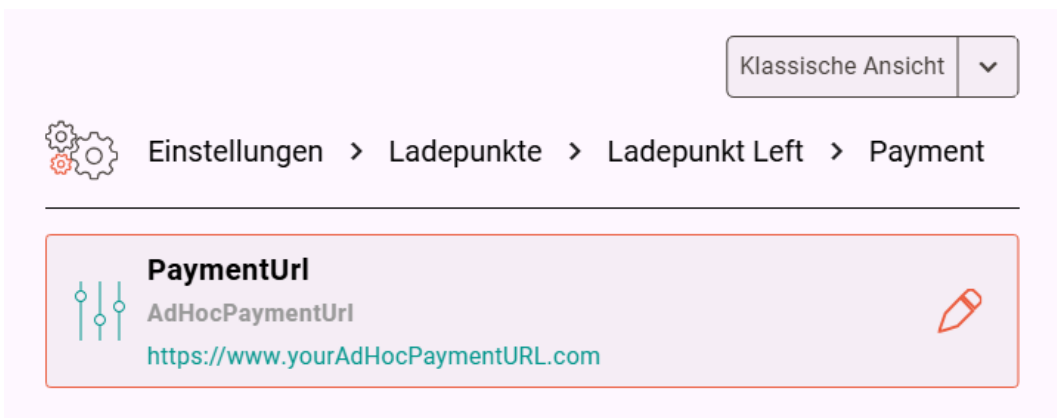 Klassische Ansicht
Einstellungen > Ladepunkte > Ladepunkt Left > Payment
PaymentUrl
AdHocPaymentUrl
https://www.yourAdHocPaymentURL.com